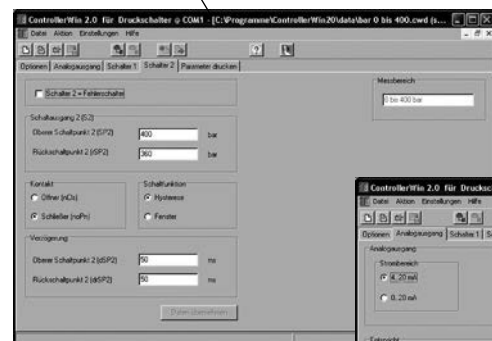 ControllerWin 2.0 für Druckschalter @ COM1 - [C:\Programme\ControllerWin20\data\bar 0 bis 400.cwd (s...
Datei Aktion Einstellungen Hilfe
Optionen Analogausgang Schalter 1 Schalter 2 Parameter drucken
Schalter 2 = Fehlerschalter
Messbereich
0 bis 400 bar
Schaltausgang 2 (S2)
Oberer Schaltpunkt 2 (SP2) 400 bar
Rückschaltpunkt 2 (rSP2) 360 bar
Kontakt
Schaltfunktion
Öffner (nCls) Hysterese
Schließer (noPn) Fenster
Verzögerung
Oberer Schaltpunkt 2 (dSP2) 50 ms
Rückschaltpunkt 2 (drSP2) 50 ms
Daten übernehmen
ControllerWin 2.0 für Drucksc
Datei Aktion Einstellungen Hilfe
Optionen Analogausgang Schalter 1 S
Analogausgang
Strombereich
4..20 mA
0..20 mA